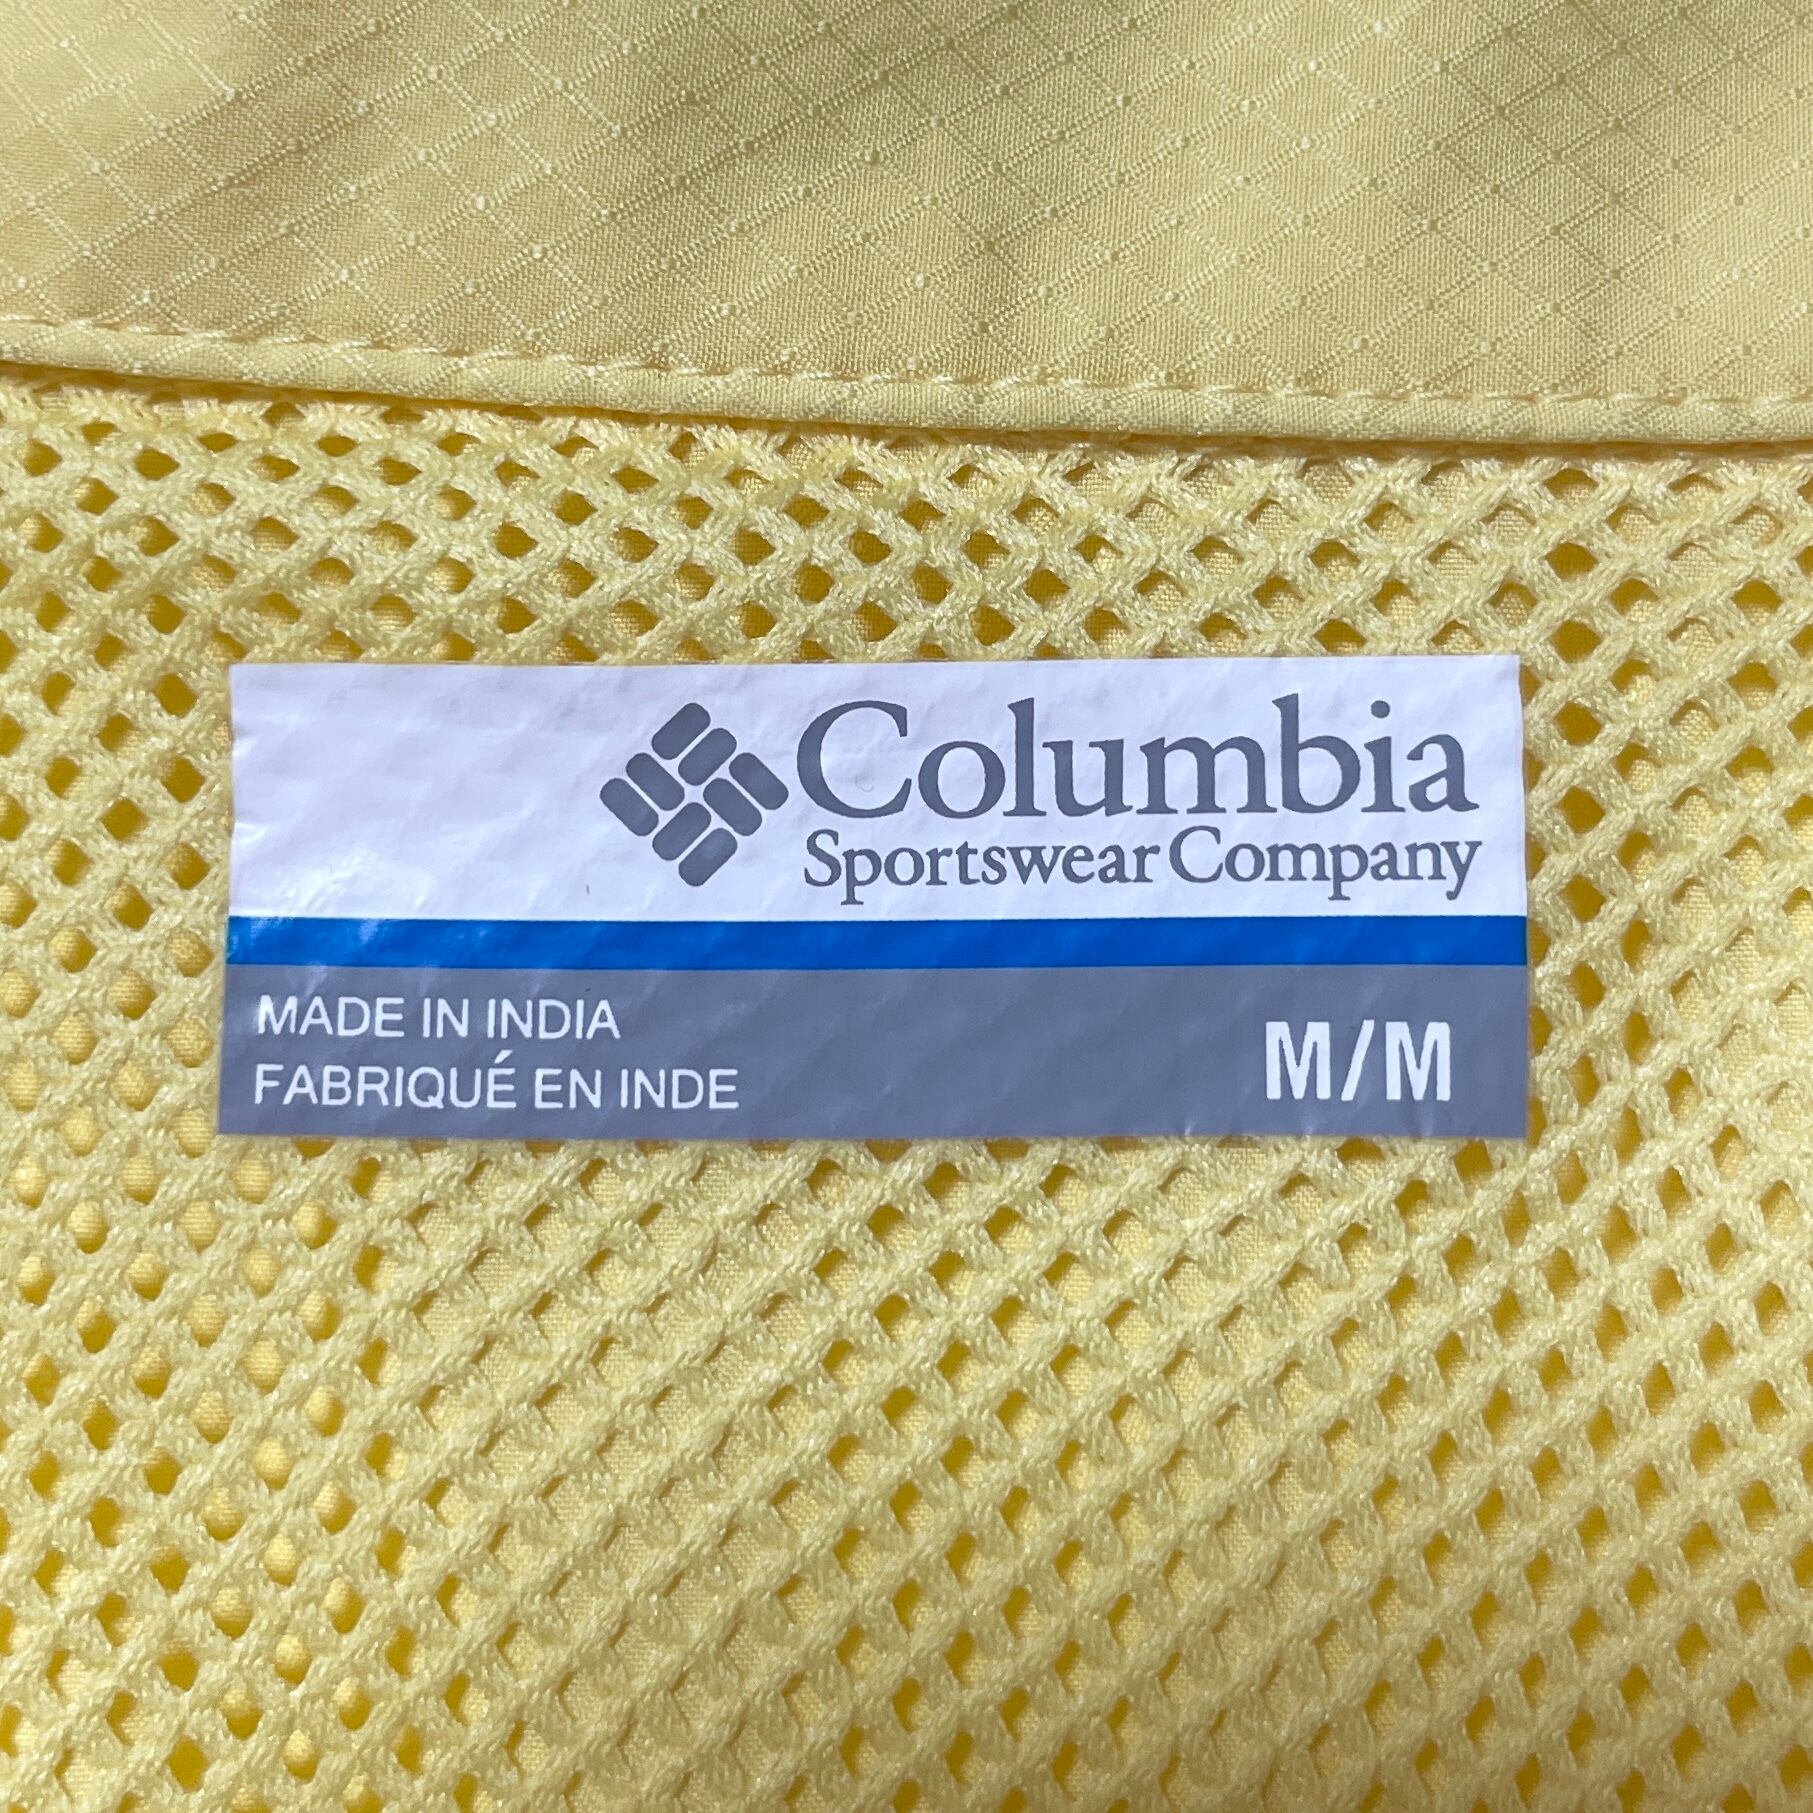 Columbia
Sportswear Company
MADE IN INDIA
FABRIQUÉ EN INDE
M/M